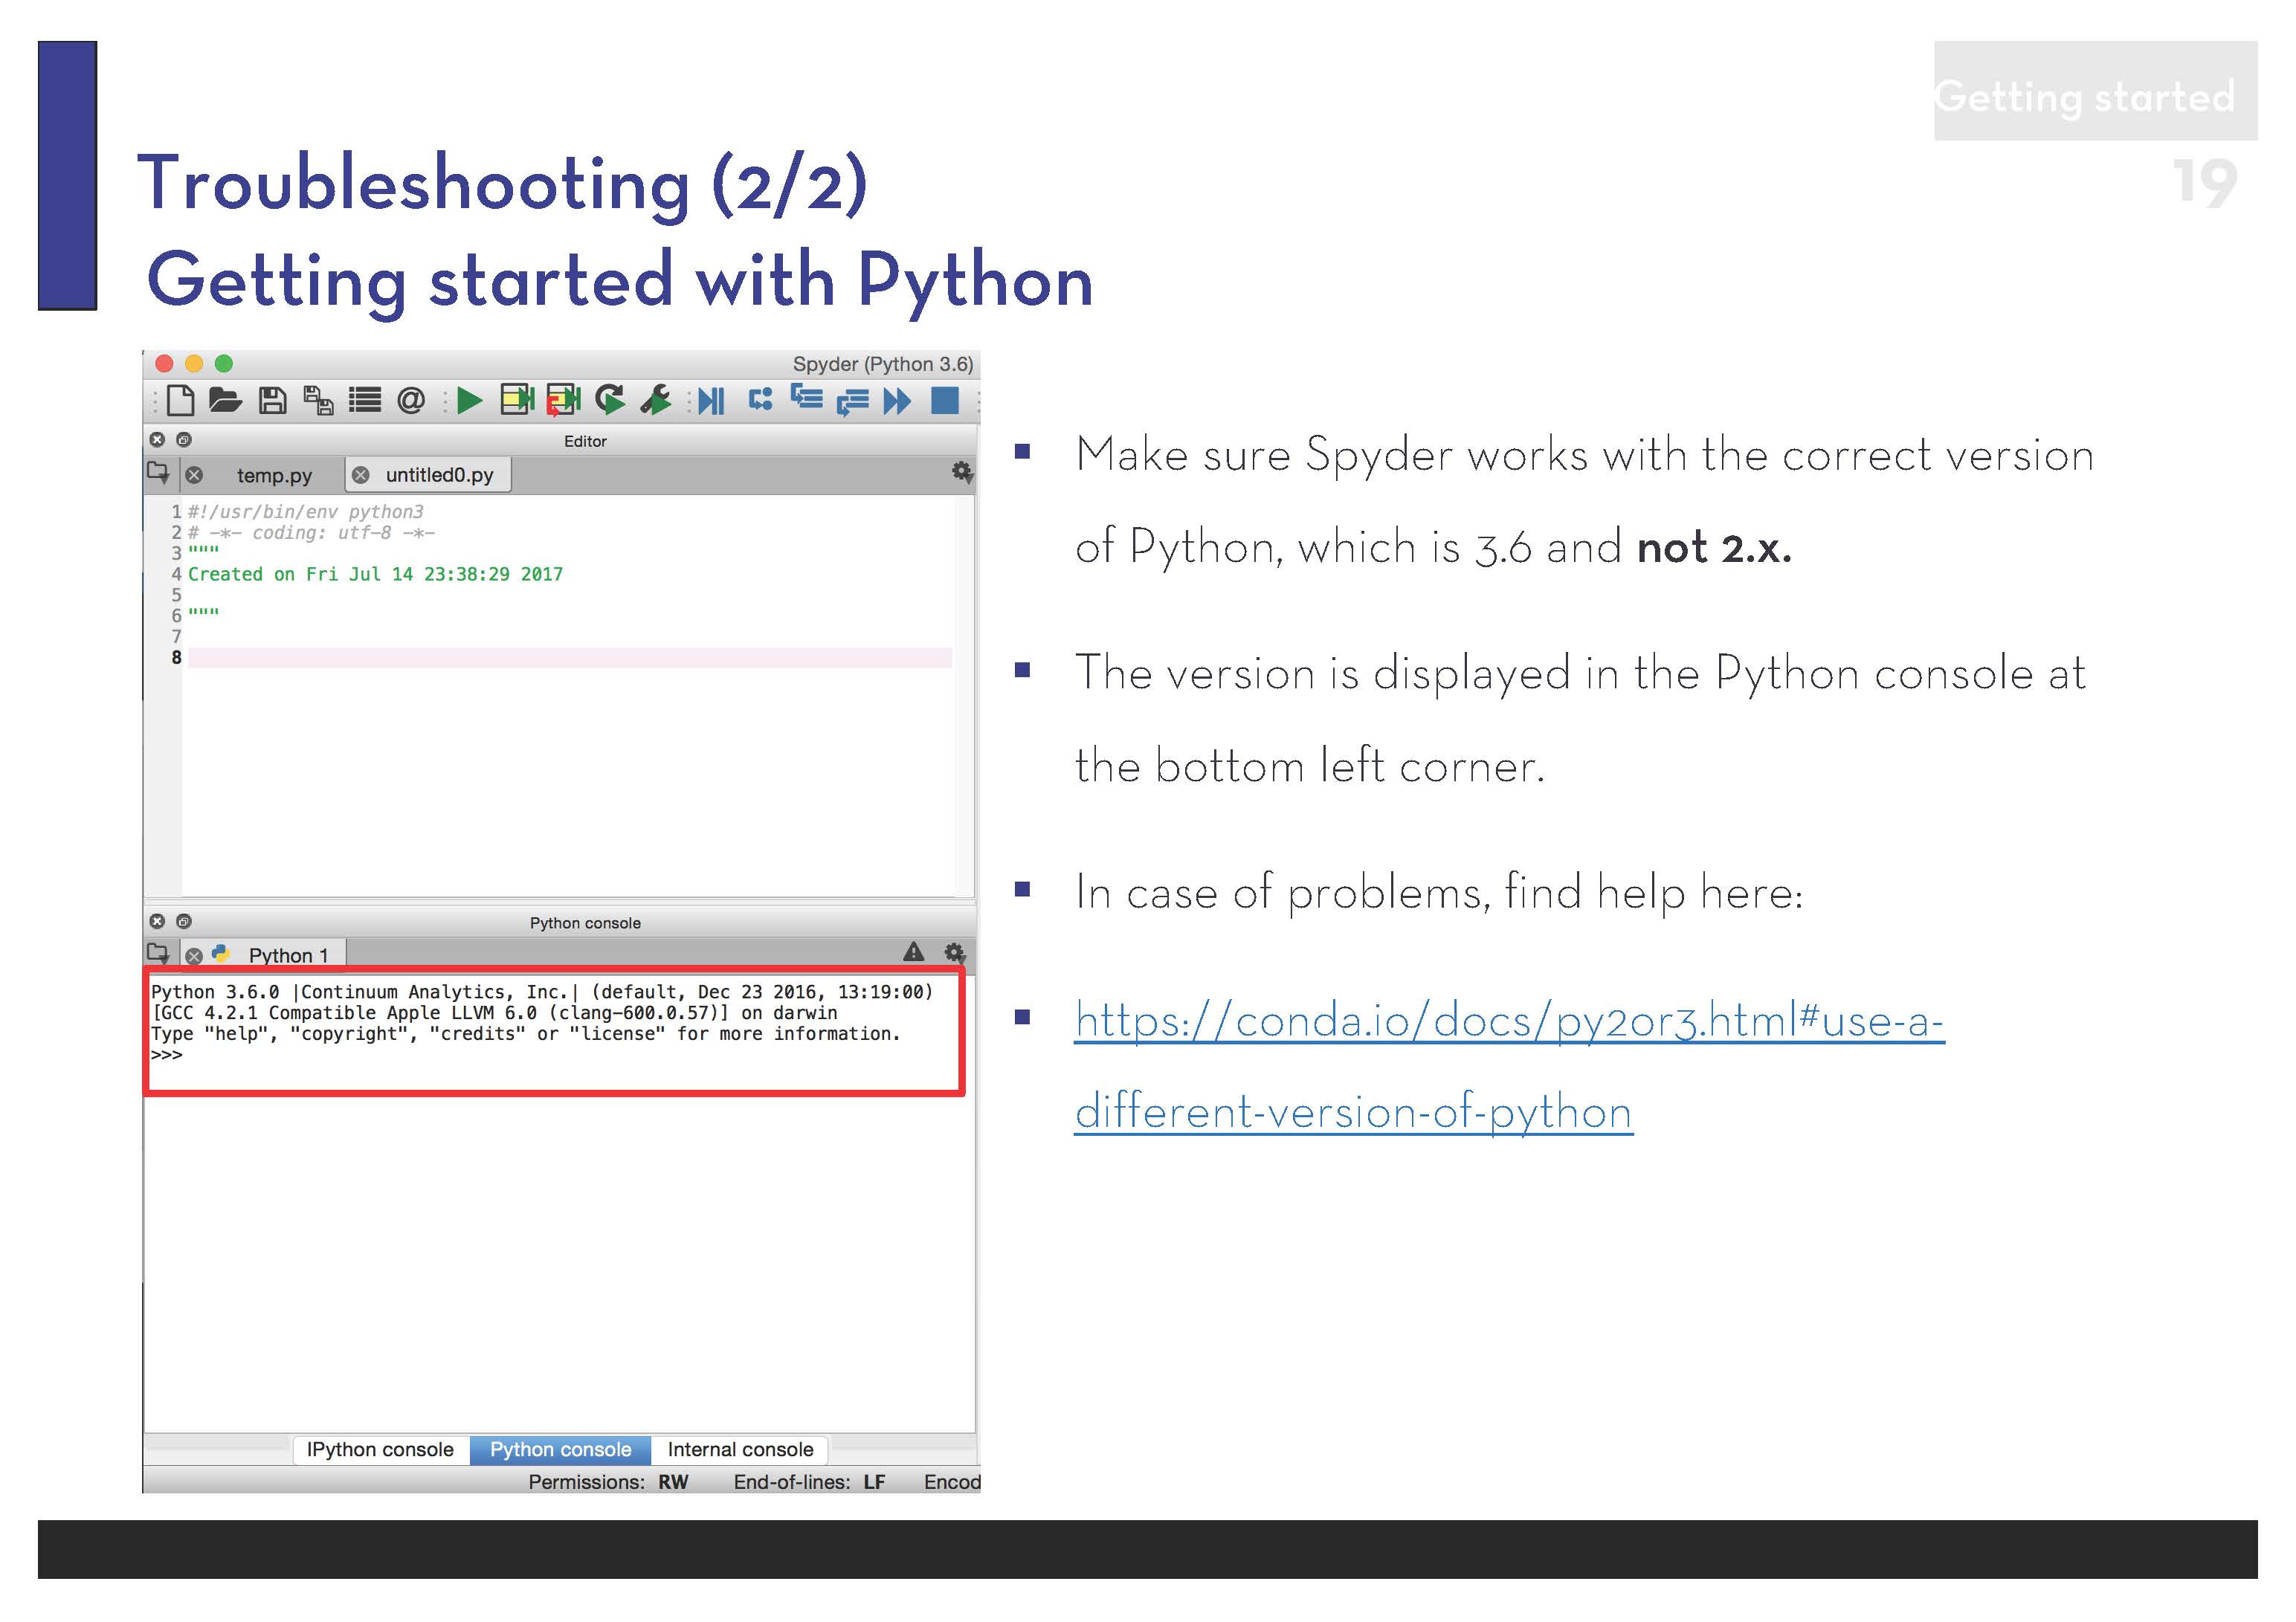 Getting started
19
Troubleshooting (2/2)
Getting started with Python
Spyder (Python 3.6)
Editor
temp.py
untitled0.py
1 #!/usr/bin/env python3
2 # -*- coding: utf-8 -*-
3 """
4 Created on Fri Jul 14 23:38:29 2017
5
6 """
7
8
Python console
Python 1
Python 3.6.0 |Continuum Analytics, Inc.| (default, Dec 23 2016, 13:19:00)
[GCC 4.2.1 Compatible Apple LLVM 6.0 (clang-600.0.57)] on darwin
Type "help", "copyright", "credits" or "license" for more information.
>>>
IPython console
Python console
Internal console
Permissions: RW
End-of-lines: LF
Encod
Make sure Spyder works with the correct version
of Python, which is 3.6 and not 2.x.
The version is displayed in the Python console at
the bottom left corner.
In case of problems, find help here:
https://conda.io/docs/py2or3.html#use-a-
different-version-of-python